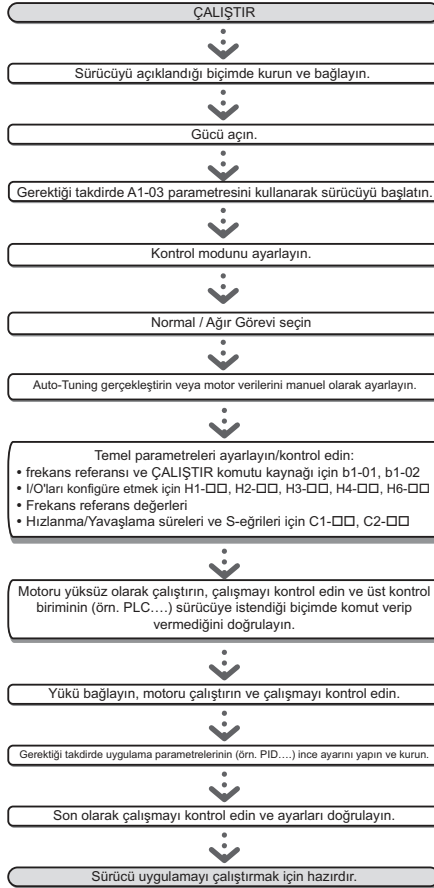 ÇALIŞTIR
Sürücüyü açıklandığı biçimde kurun ve bağlayın.
Gücü açın.
Gerektiği takdirde A1-03 parametresini kullanarak sürücüyü başlatın.
Kontrol modunu ayarlayın.
Normal / Ağır Görevi seçin
Auto-Tuning gerçekleştirin veya motor verilerini manuel olarak ayarlayın.
Temel parametreleri ayarlayın/kontrol edin:
• frekans referansı ve ÇALIŞTIR komutu kaynağı için b1-01, b1-02
• I/O'ları konfigüre etmek için H1-□□, H2-□□, H3-□□, H4-□□, H6-□□
• Frekans referans değerleri
• Hızlanma/Yavaşlama süreleri ve S-eğrileri için C1-□□, C2-□□
Motoru yüksüz olarak çalıştırın, çalışmayı kontrol edin ve üst kontrol
biriminin (örn. PLC....) sürücüye istendiği biçimde komut verip
vermediğini doğrulayın.
Yükü bağlayın, motoru çalıştırın ve çalışmayı kontrol edin.
Gerektiği takdirde uygulama parametrelerinin (örn. PID....) ince ayarını yapın ve kurun.
Son olarak çalışmayı kontrol edin ve ayarları doğrulayın.
Sürücü uygulamayı çalıştırmak için hazırdır.